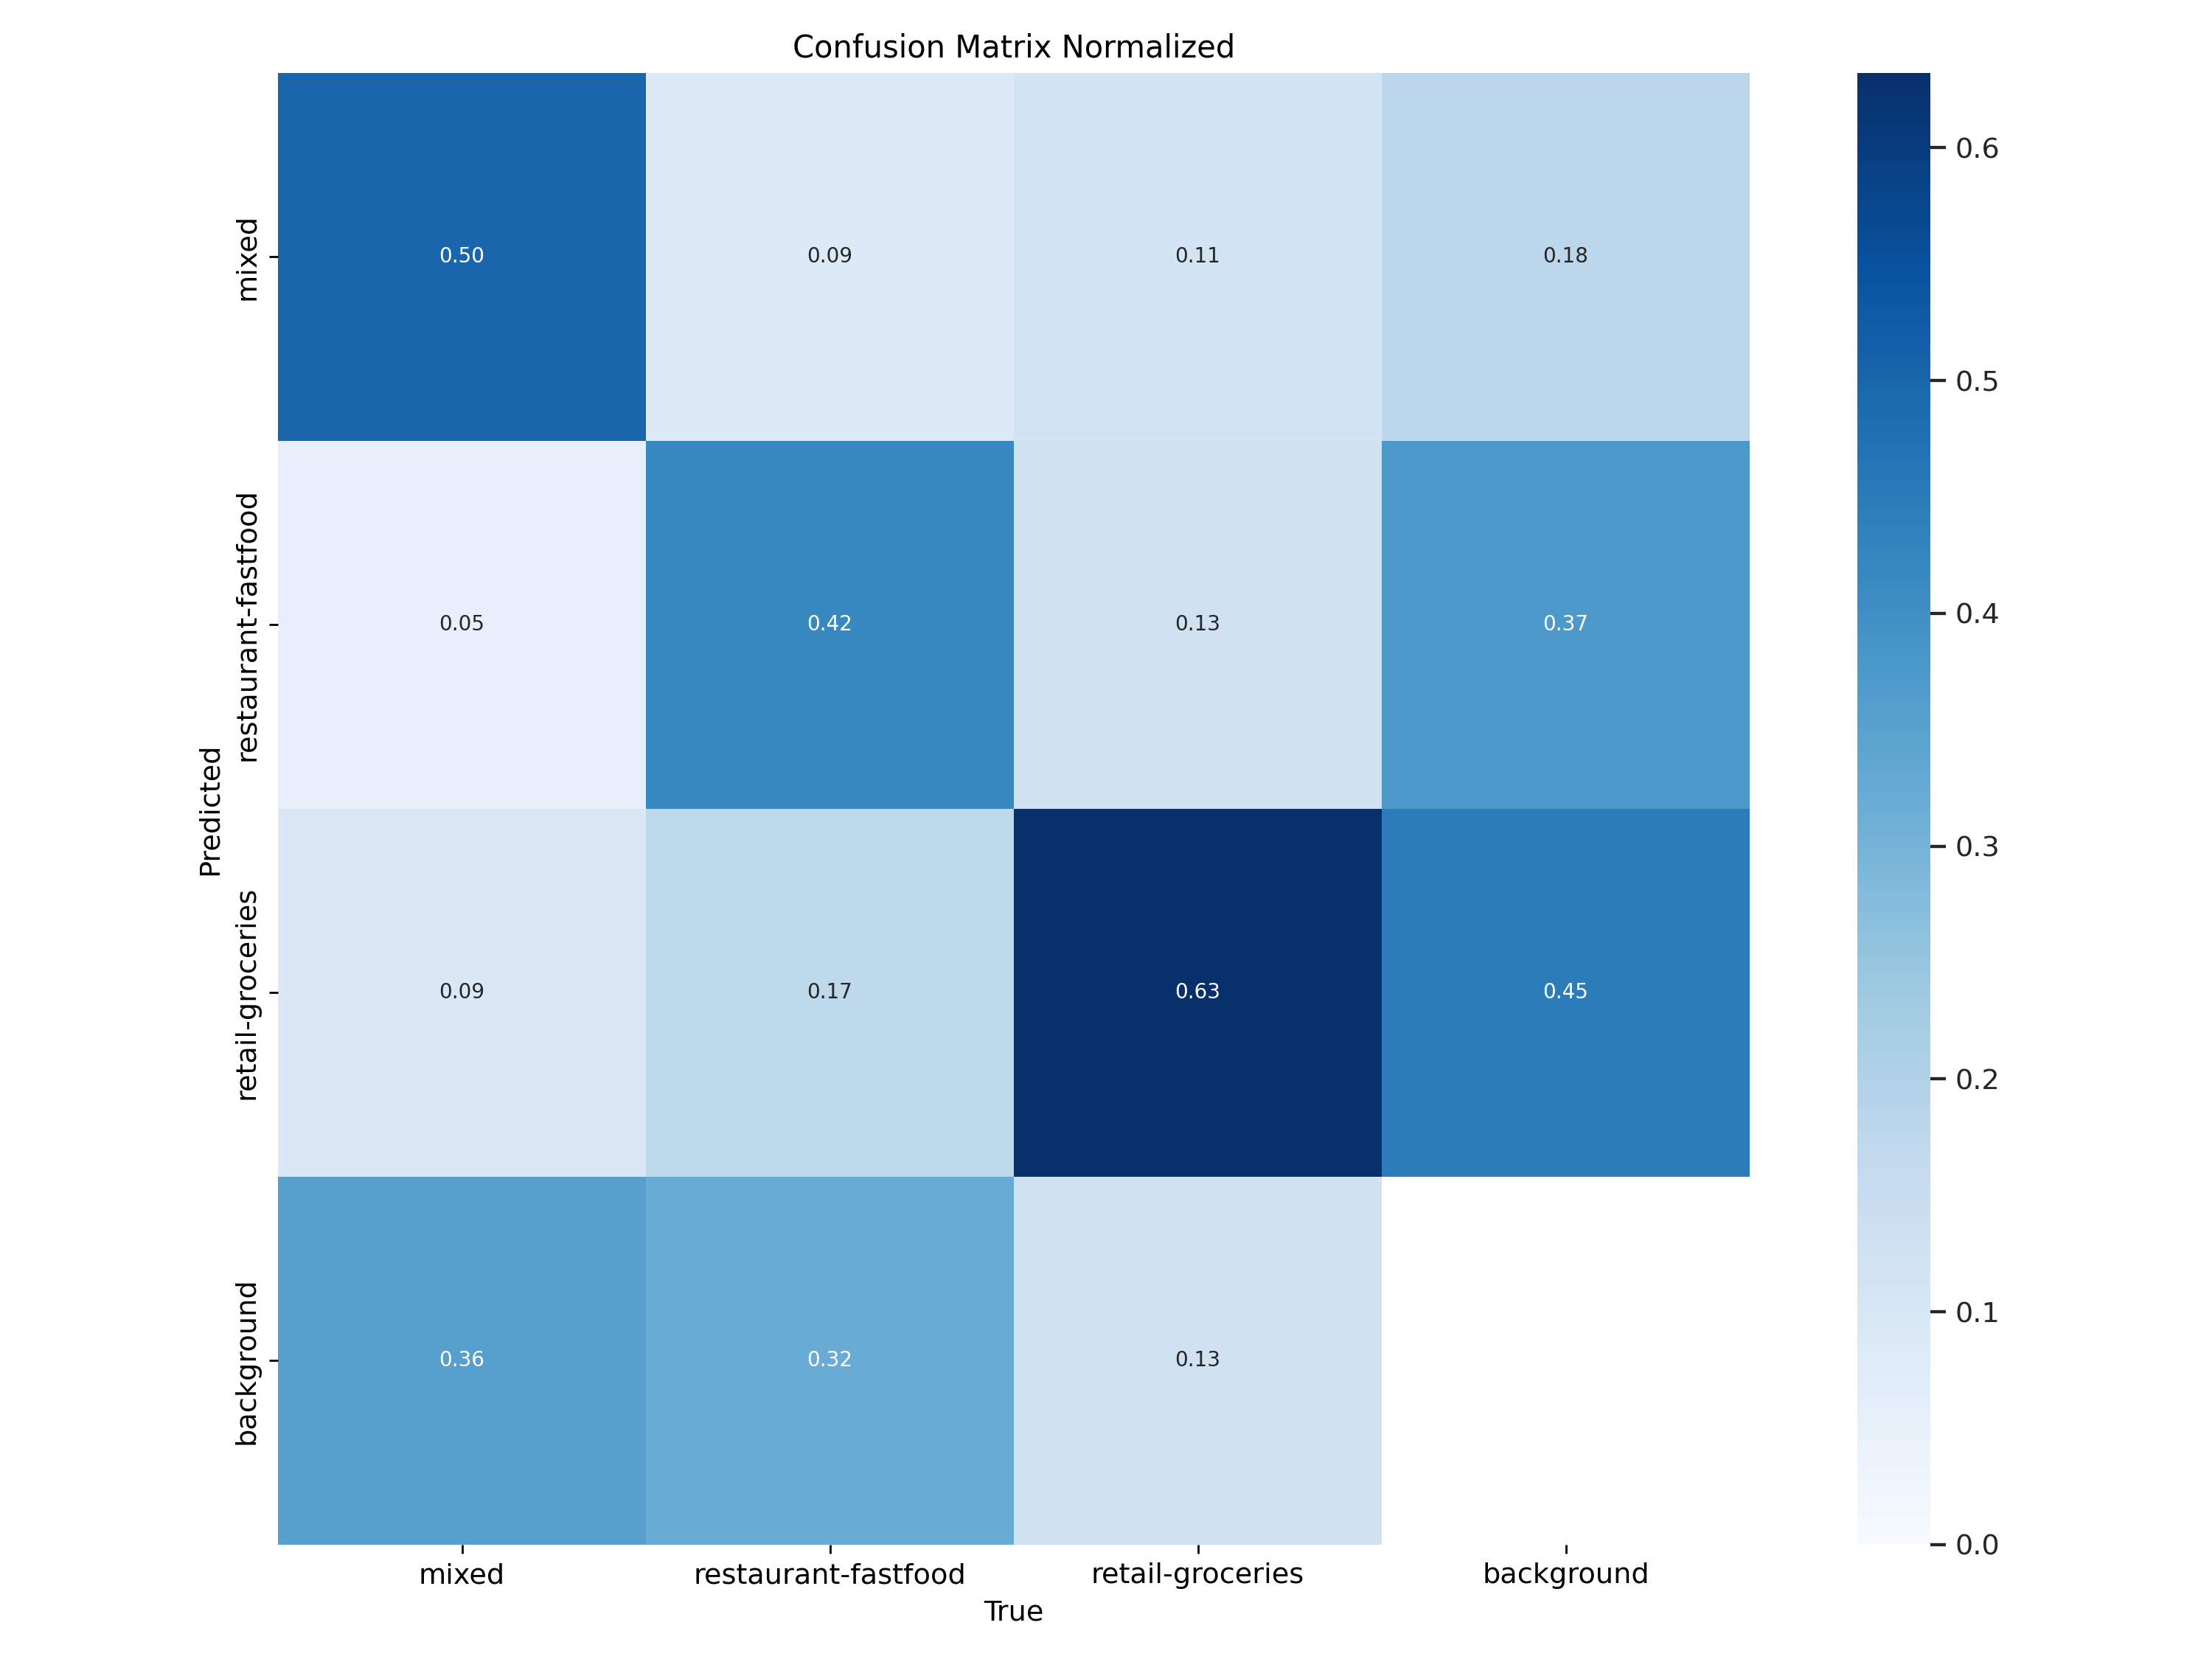 Confusion Matrix Normalized
Predicted
mixed
0.50 0.09 0.11 0.18
restaurant-fastfood
0.05 0.42 0.13 0.37
retail-groceries
0.09 0.17 0.63 0.45
background
0.36 0.32 0.13
mixed restaurant-fastfood retail-groceries background
True
0.6
0.5
0.4
0.3
0.2
0.1
0.0